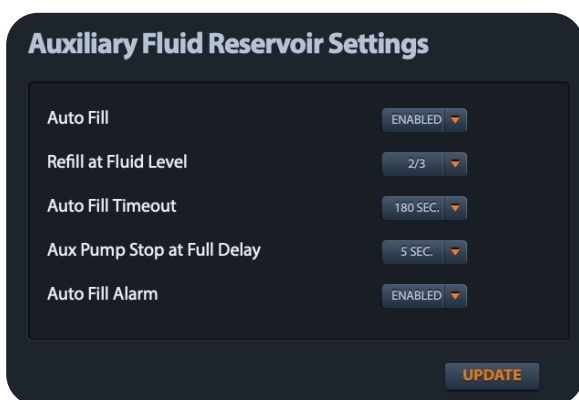 Auxiliary Fluid Reservoir Settings
Auto Fill ENABLED
Refill at Fluid Level 2/3
Auto Fill Timeout 180 SEC.
Aux Pump Stop at Full Delay 5 SEC.
Auto Fill Alarm ENABLED
UPDATE